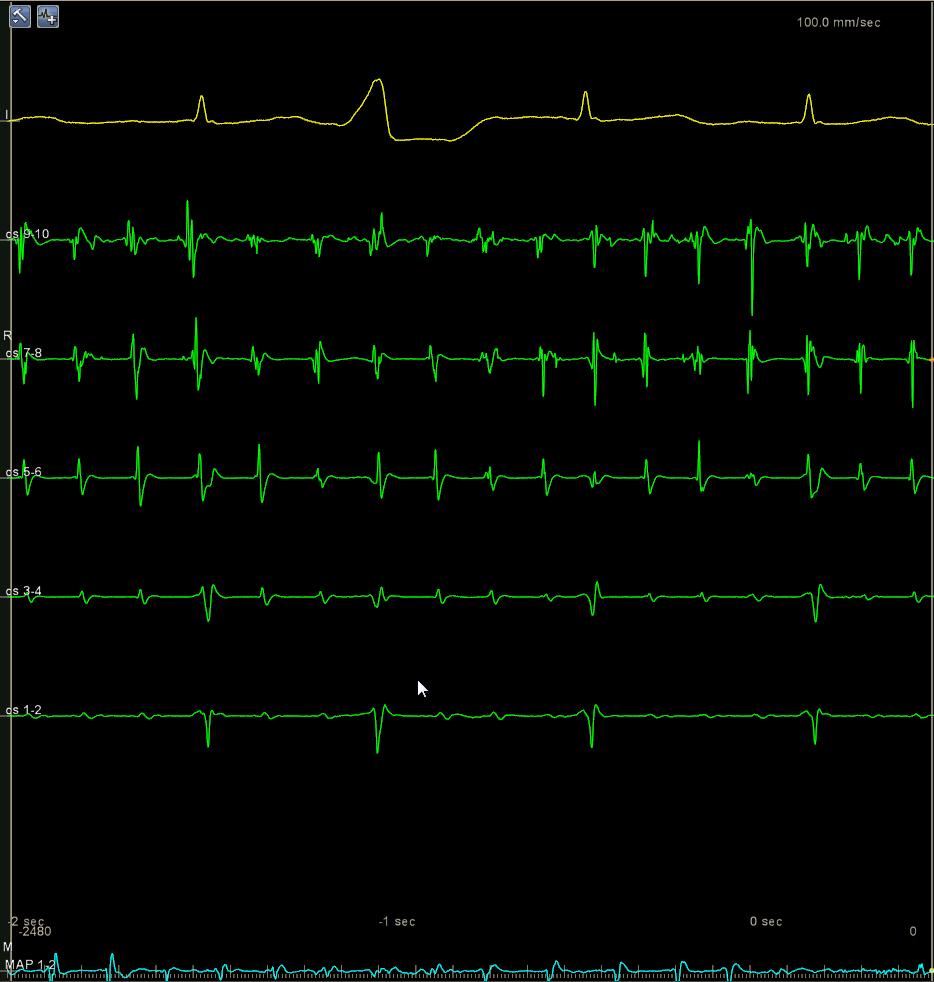 100.0 mm/sec
I
cs 9-10
R
cs 7-8
cs 5-6
cs 3-4
cs 1-2
-2 sec
-1 sec
0 sec
-2480
0
M
MAP 1-2